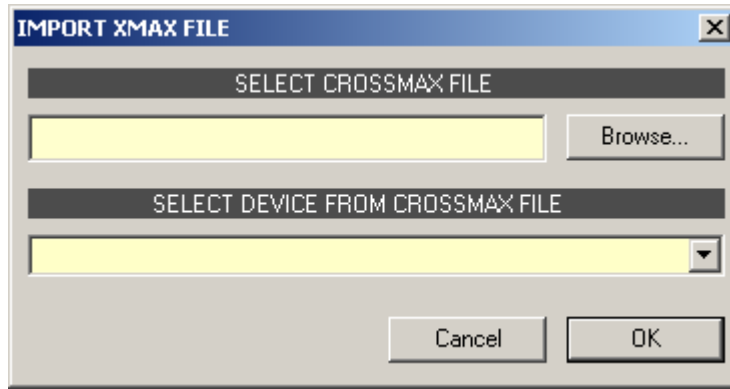 IMPORT XMAX FILE
SELECT CROSSMAX FILE
Browse...
SELECT DEVICE FROM CROSSMAX FILE
Cancel OK